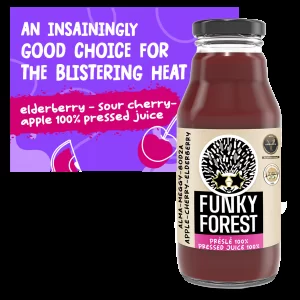 AN INSAININGLY
GOOD CHOICE FOR
THE BLISTERING HEAT
elderberry - sour cherry-
apple 100% pressed juice
ALMA-MEGGY-BODZA
APPLE-CHERRY-ELDERBERRY
FUNKY
FOREST
PRÉSLÉ 100%
PRESSED JUICE 100%